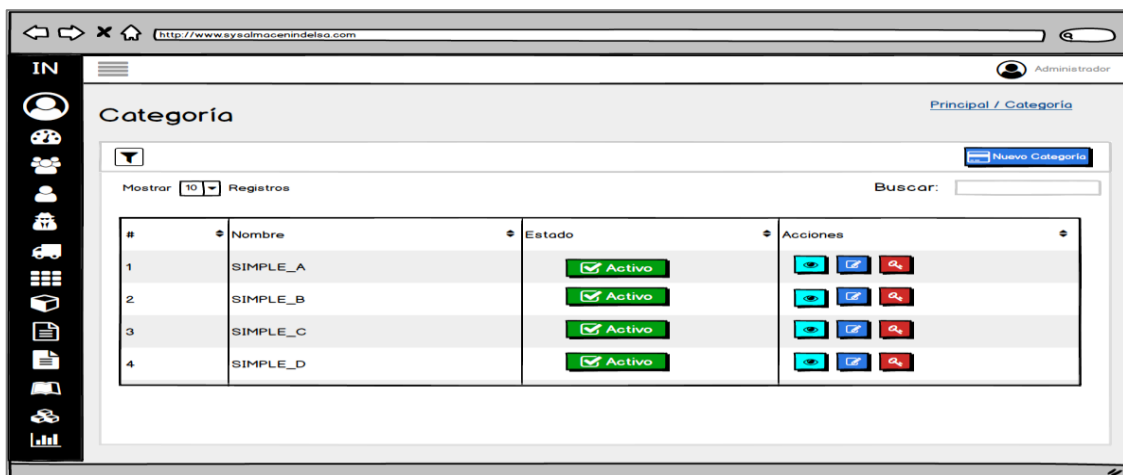 http://www.sysalmacenindelsa.com
IN
Administrador
Categoría
Principal / Categoría
Nuevo Categoría
Mostrar 10 Registros
Buscar:
# Nombre Estado Acciones
1 SIMPLE_A Activo
2 SIMPLE_B Activo
3 SIMPLE_C Activo
4 SIMPLE_D Activo